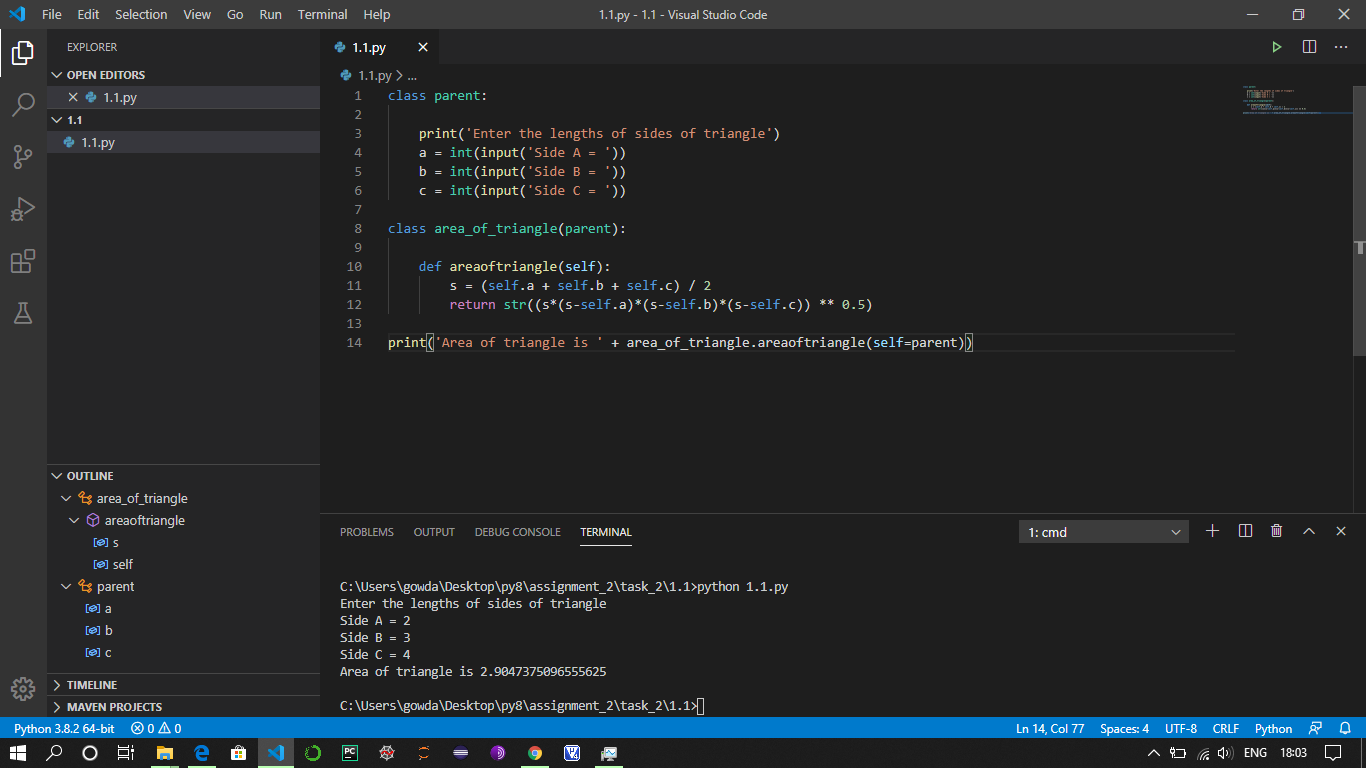 File Edit Selection View Go Run Terminal Help
1.1.py - 1.1 - Visual Studio Code
EXPLORER
OPEN EDITORS
1.1.py
1.1
1.1.py
OUTLINE
area_of_triangle
areaoftriangle
s
self
parent
a
b
c
TIMELINE
MAVEN PROJECTS
1.1.py
1.1.py > ...
1 class parent:
2
3 print('Enter the lengths of sides of triangle')
4 a = int(input('Side A = '))
5 b = int(input('Side B = '))
6 c = int(input('Side C = '))
7
8 class area_of_triangle(parent):
9
10 def areaoftriangle(self):
11 s = (self.a + self.b + self.c) / 2
12 return str((s*(s-self.a)*(s-self.b)*(s-self.c)) ** 0.5)
13
14 print('Area of triangle is ' + area_of_triangle.areaoftriangle(self=parent))
PROBLEMS OUTPUT DEBUG CONSOLE TERMINAL
1: cmd
C:\Users\gowda\Desktop\py8\assignment_2\task_2\1.1>python 1.1.py
Enter the lengths of sides of triangle
Side A = 2
Side B = 3
Side C = 4
Area of triangle is 2.9047375096555625
C:\Users\gowda\Desktop\py8\assignment_2\task_2\1.1>
Python 3.8.2 64-bit 0 0
Ln 14, Col 77 Spaces: 4 UTF-8 CRLF Python
PC
ENG 18:03